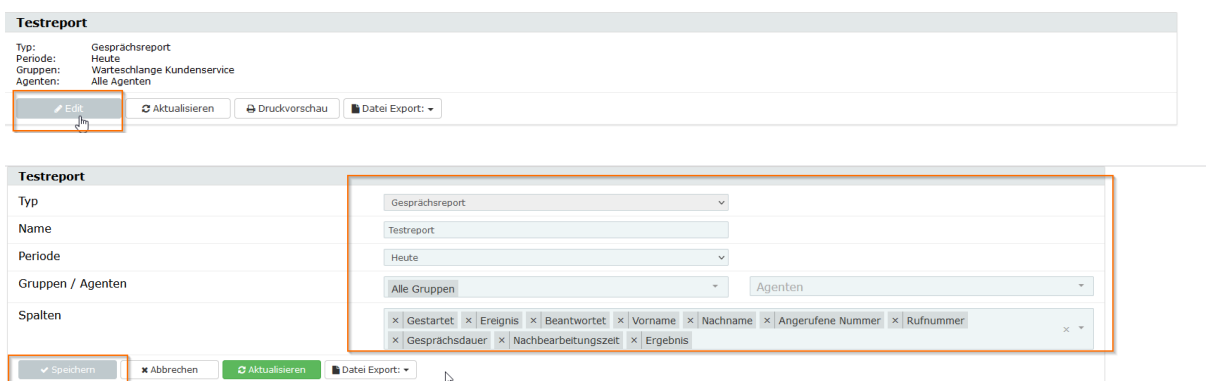 Testreport
Typ: Gesprächsreport
Periode: Heute
Gruppen: Warteschlange Kundenservice
Agenten: Alle Agenten
Edit Aktualisieren Druckvorschau Datei Export:
Testreport
Typ Gesprächsreport
Name Testreport
Periode Heute
Gruppen / Agenten Alle Gruppen Agenten
Spalten × Gestartet × Ereignis × Beantwortet × Vorname × Nachname × Angerufene Nummer × Rufnummer
× Gesprächsdauer × Nachbearbeitungszeit × Ergebnis
Speichern Abbrechen Aktualisieren Datei Export: